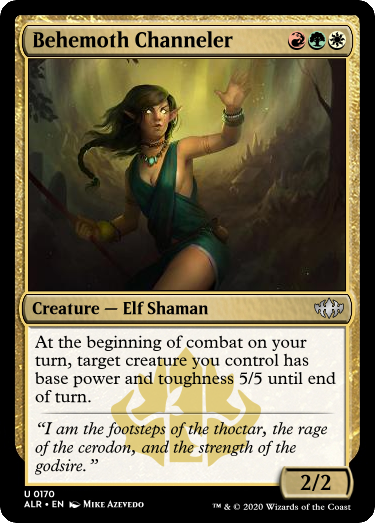 Behemoth Channeler
Creature — Elf Shaman
At the beginning of combat on your
turn, target creature you control has
base power and toughness 5/5 until end
of turn.
“I am the footsteps of the thoctar, the rage
of the cerodon, and the strength of the
godsire.”
2/2
U 0170
ALR • EN Mike Azevedo
™ & © 2020 Wizards of the Coast